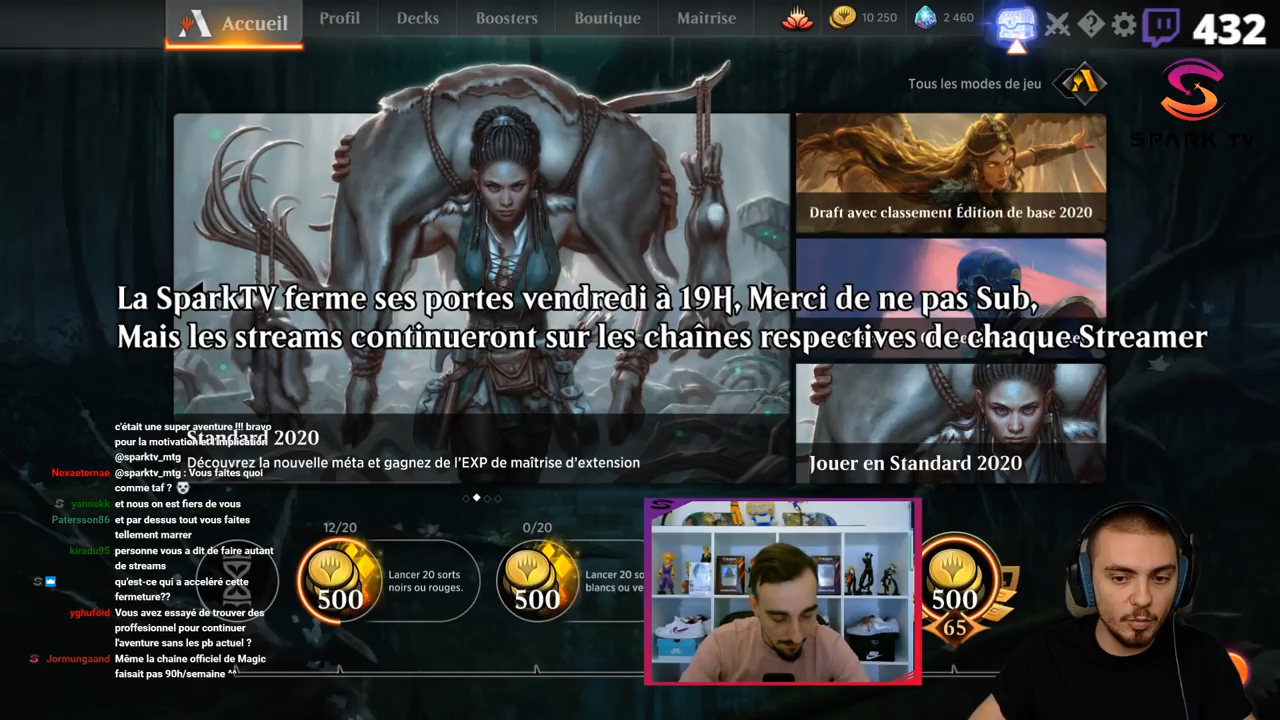 Accueil
Profil
Decks
Boosters
Boutique
Maîtrise
10 250
2 460
432
Tous les modes de jeu
SPARK TV
Draft avec classement Édition de base 2020
La SparkTV ferme ses portes vendredi à 19H, Merci de ne pas Sub,
Mais les streams continueront sur les chaînes respectives de chaque Streamer
Standard 2020
Découvrez la nouvelle méta et gagnez de l'EXP de maîtrise d'extension
Jouer en Standard 2020
c'était une super aventure !!! bravo
pour la motivation et l'implication
@sparktv_mtg
Noxaeternae @sparktv_mtg : Vous faites quoi
comme taf ?
yannokk et nous on est fiers de vous
Patersson86 et par dessus tout vous faites
tellement marrer
kiradu95 personne vous a dit de faire autant
de streams
qu'est-ce qui a acceléré cette
fermeture??
yghufoid Vous avez essayé de trouver des
proffesionnel pour continuer
l'aventure sans les pb actuel ?
Jormungaand Même la chaine officiel de Magic
faisait pas 90h/semaine ^^
12/20
500
Lancer 20 sorts
noirs ou rouges.
0/20
500
Lancer 20 so
blancs ou ve
500
65